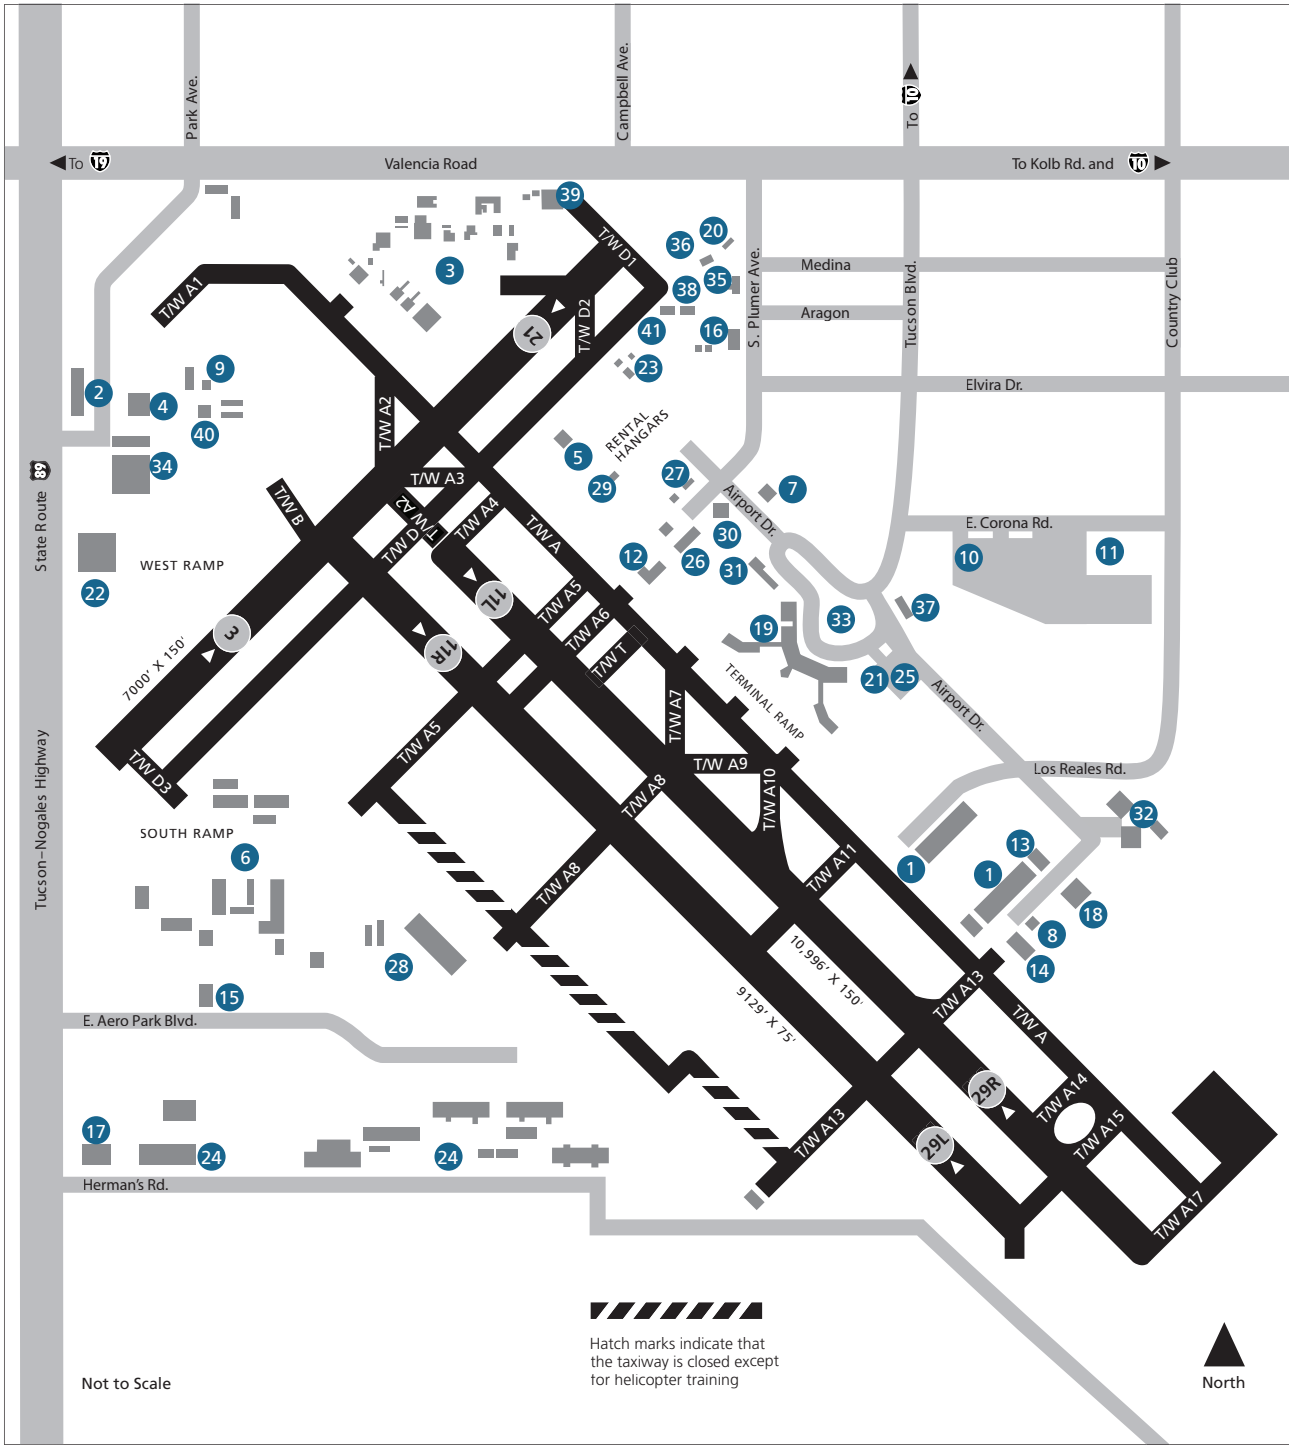 Park Ave.
Campbell Ave.
To 10
To 19
Valencia Road
To Kolb Rd. and 10
39
T/W D1
20
36
3
35
38
Medina
S. Plumer Ave.
Tucson Blvd.
Country Club
T/W A1
21
T/W D2
41
16
Aragon
23
9
2
4
40
T/W A2
Elvira Dr.
RENTAL
HANGARS
5
34
State Route 89
T/W A3
29
27
7
Airport Dr.
T/W B
T/W A2
T/W A4
T/W D
T/W A
30
E. Corona Rd.
10
11
12
26
31
WEST RAMP
22
11L
T/W A5
T/W A6
T/W T
37
33
19
3
11R
7000' X 150'
21
25
TERMINAL RAMP
Airport Dr.
T/W A7
T/W A5
T/W A9
T/W A10
Los Reales Rd.
T/W D3
T/W A8
Tucson–Nogales Highway
SOUTH RAMP
32
6
13
1
1
T/W A11
T/W A8
18
8
14
28
10,996' X 150'
9129' X 75'
15
T/W A13
T/W A
E. Aero Park Blvd.
29R
T/W A14
T/W A15
17
24
24
T/W A13
29L
Herman's Rd.
T/W A17
Hatch marks indicate that
the taxiway is closed except
for helicopter training
Not to Scale
North